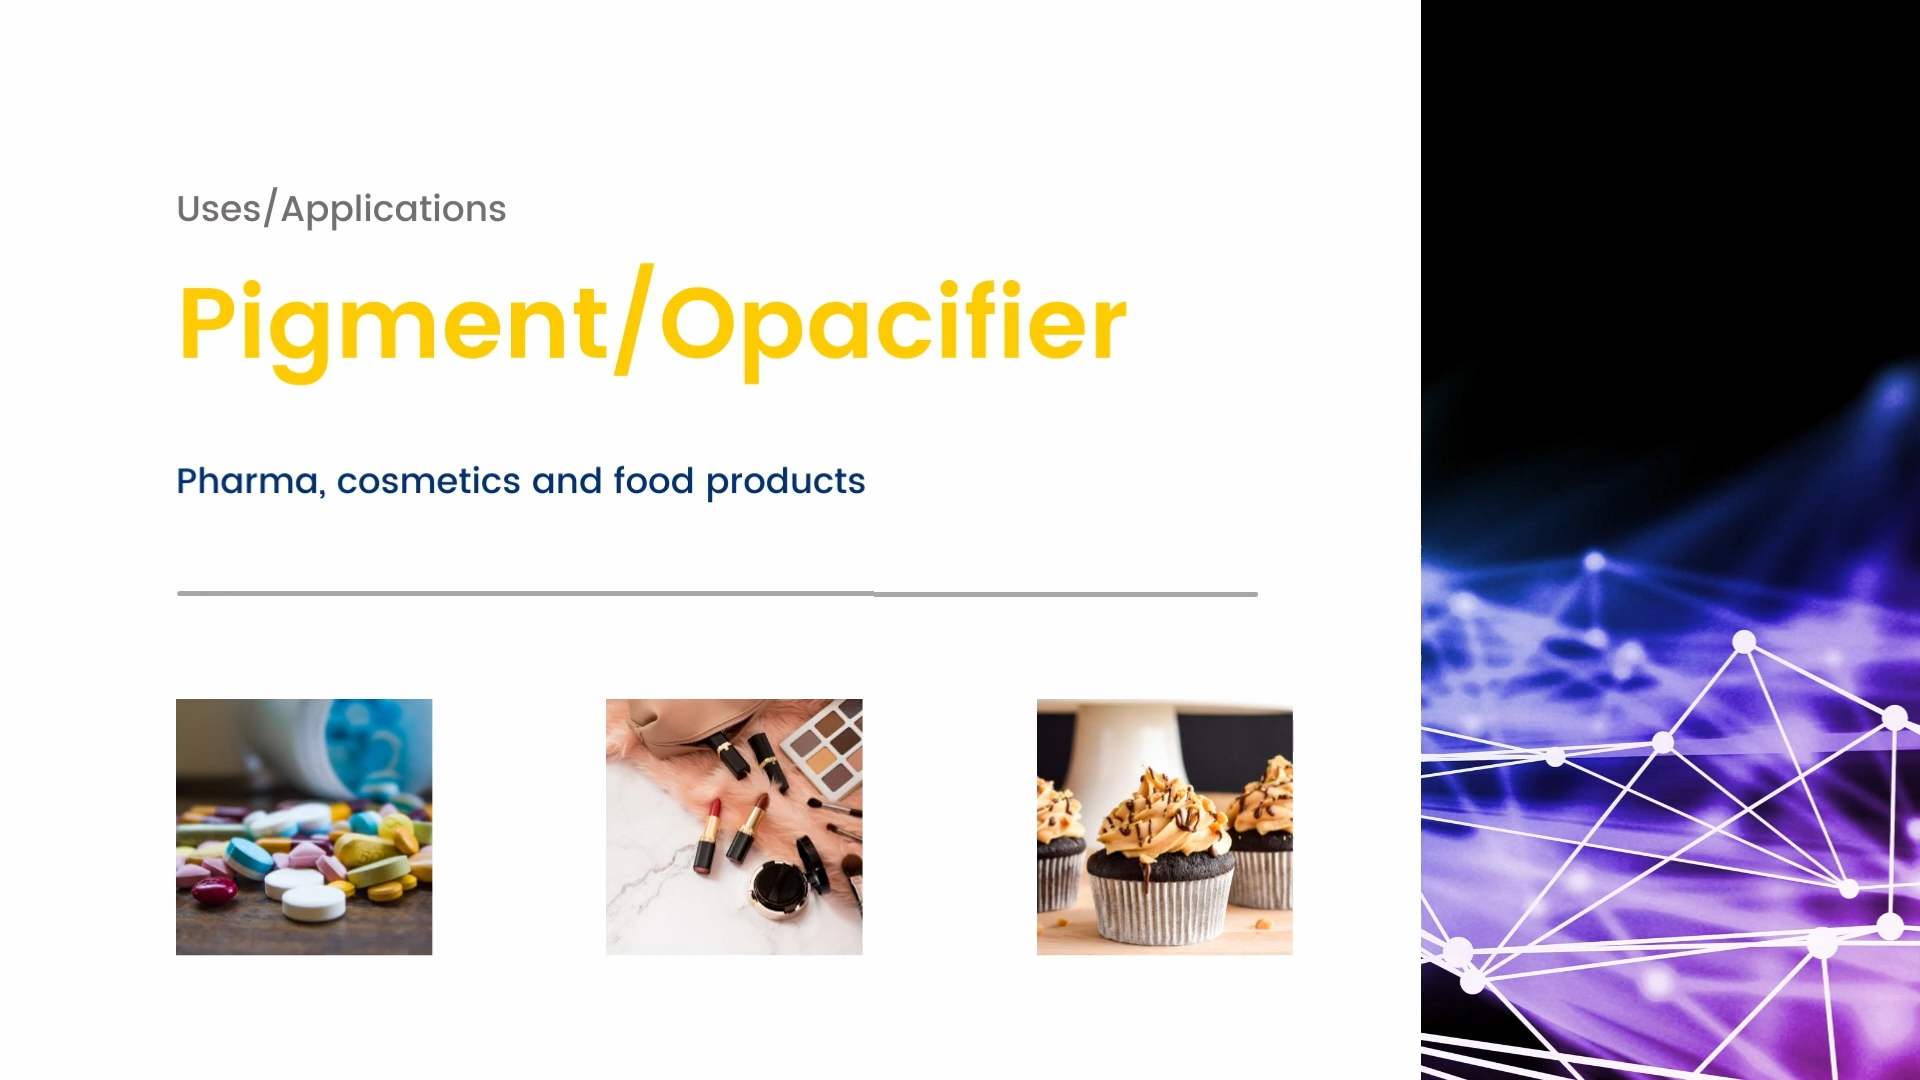 Uses/Applications
Pigment/Opacifier
Pharma, cosmetics and food products